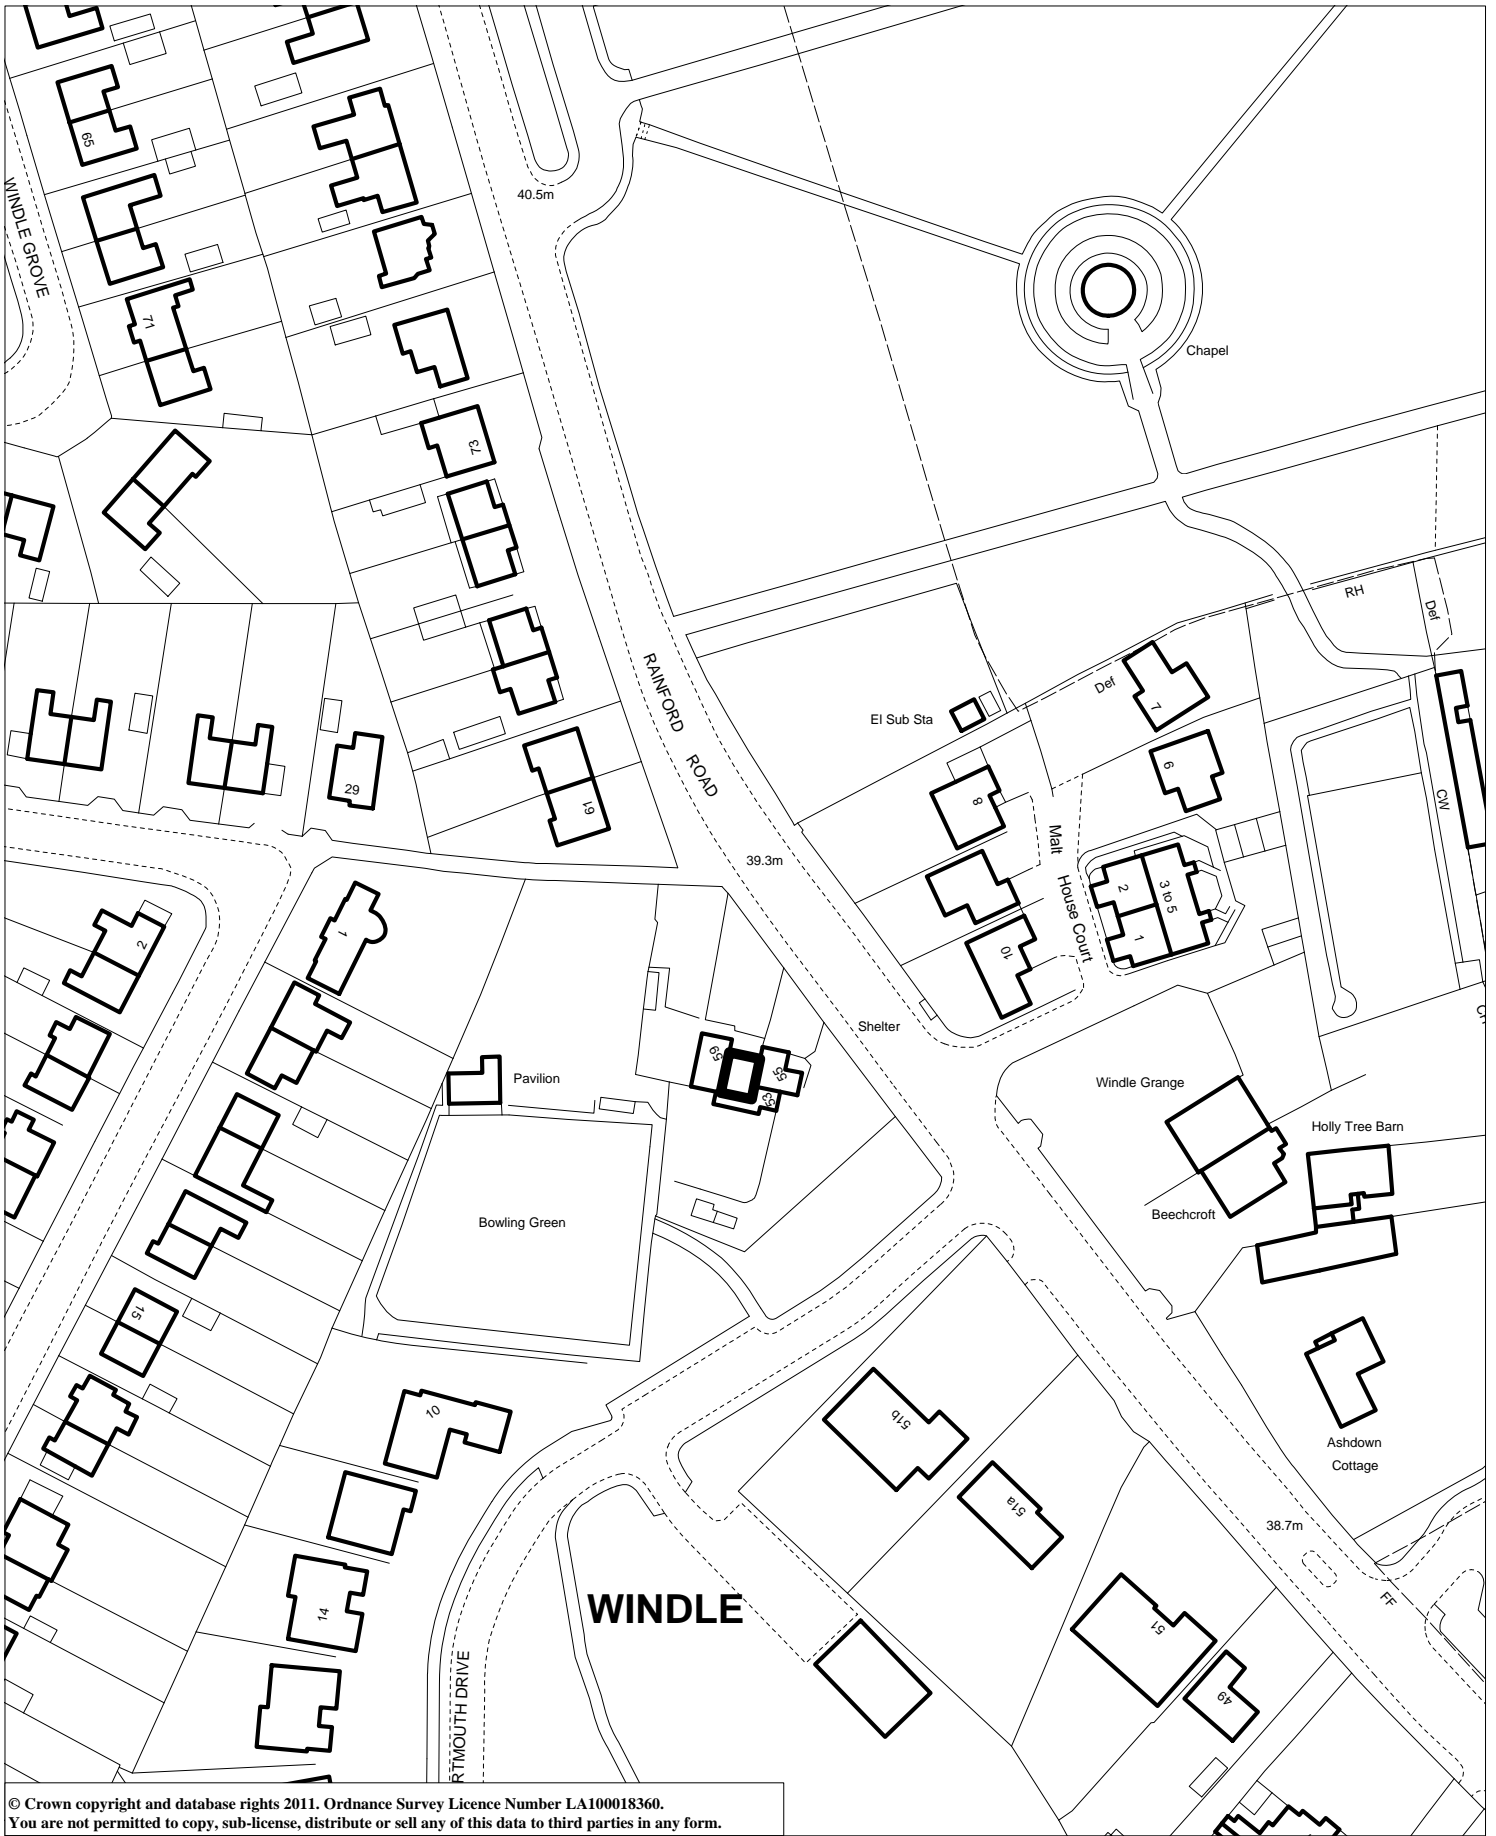 65
40.5m
WINDLE GROVE
71
Chapel
73
RH
Def
RAINFORD ROAD
Def
7
El Sub Sta
6
29
61
8
CW
Malt House Court
39.3m
2
3 to 5
1
2
1
10
Shelter
59
55
53
Pavilion
Windle Grange
Holly Tree Barn
Bowling Green
Beechcroft
15
10
51b
Ashdown
Cottage
51a
38.7m
FF
14
WINDLE
51
49
RTMOUTH DRIVE
© Crown copyright and database rights 2011. Ordnance Survey Licence Number LA100018360.
You are not permitted to copy, sub-license, distribute or sell any of this data to third parties in any form.